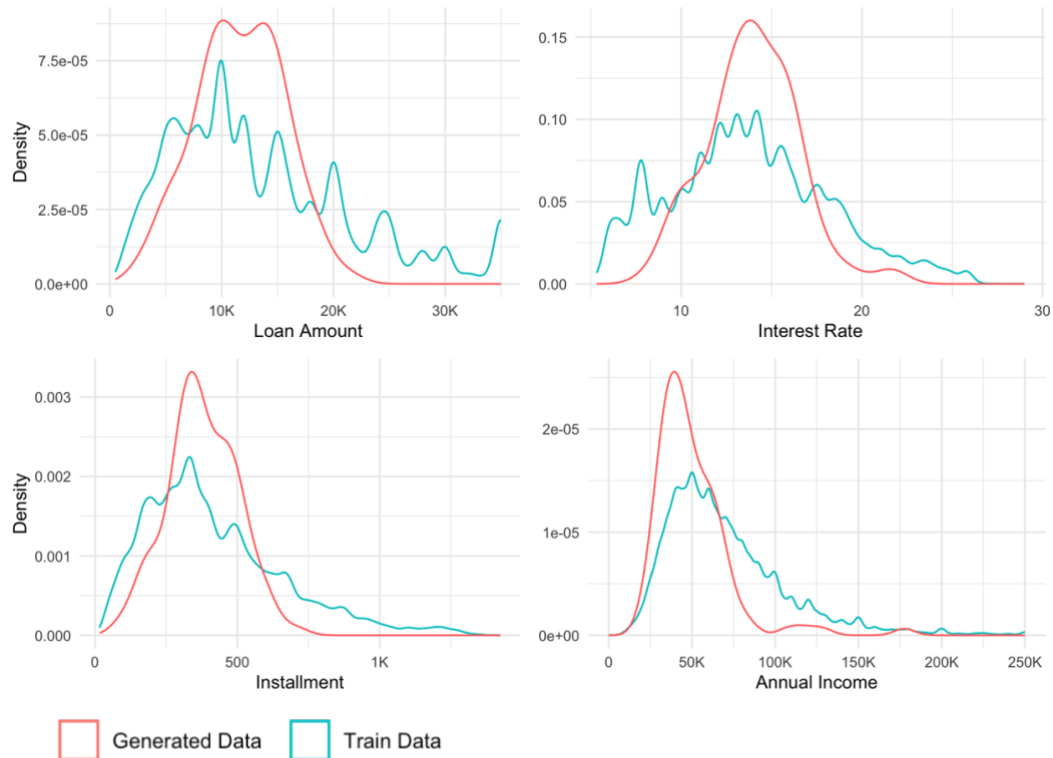 7.5e-05
5.0e-05
2.5e-05
0.0e+00
Density
0 10K 20K 30K
Loan Amount
0.15
0.10
0.05
0.00
10 20 30
Interest Rate
0.003
0.002
0.001
0.000
Density
0 500 1K
Installment
2e-05
1e-05
0e+00
0 50K 100K 150K 200K 250K
Annual Income
Generated Data Train Data